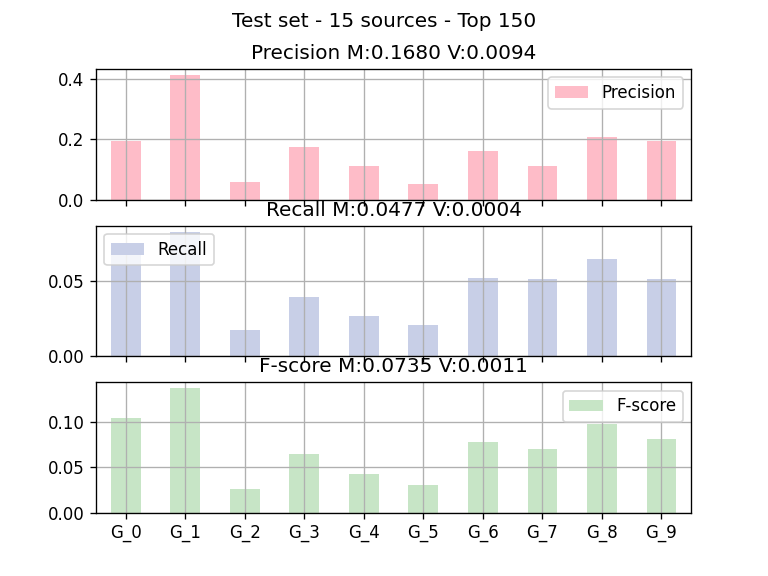 Test set - 15 sources - Top 150
Precision M:0.1680 V:0.0094
0.4
0.2
0.0
Precision
Recall M:0.0477 V:0.0004
0.05
0.00
Recall
F-score M:0.0735 V:0.0011
0.10
0.05
0.00
F-score
G_0 G_1 G_2 G_3 G_4 G_5 G_6 G_7 G_8 G_9